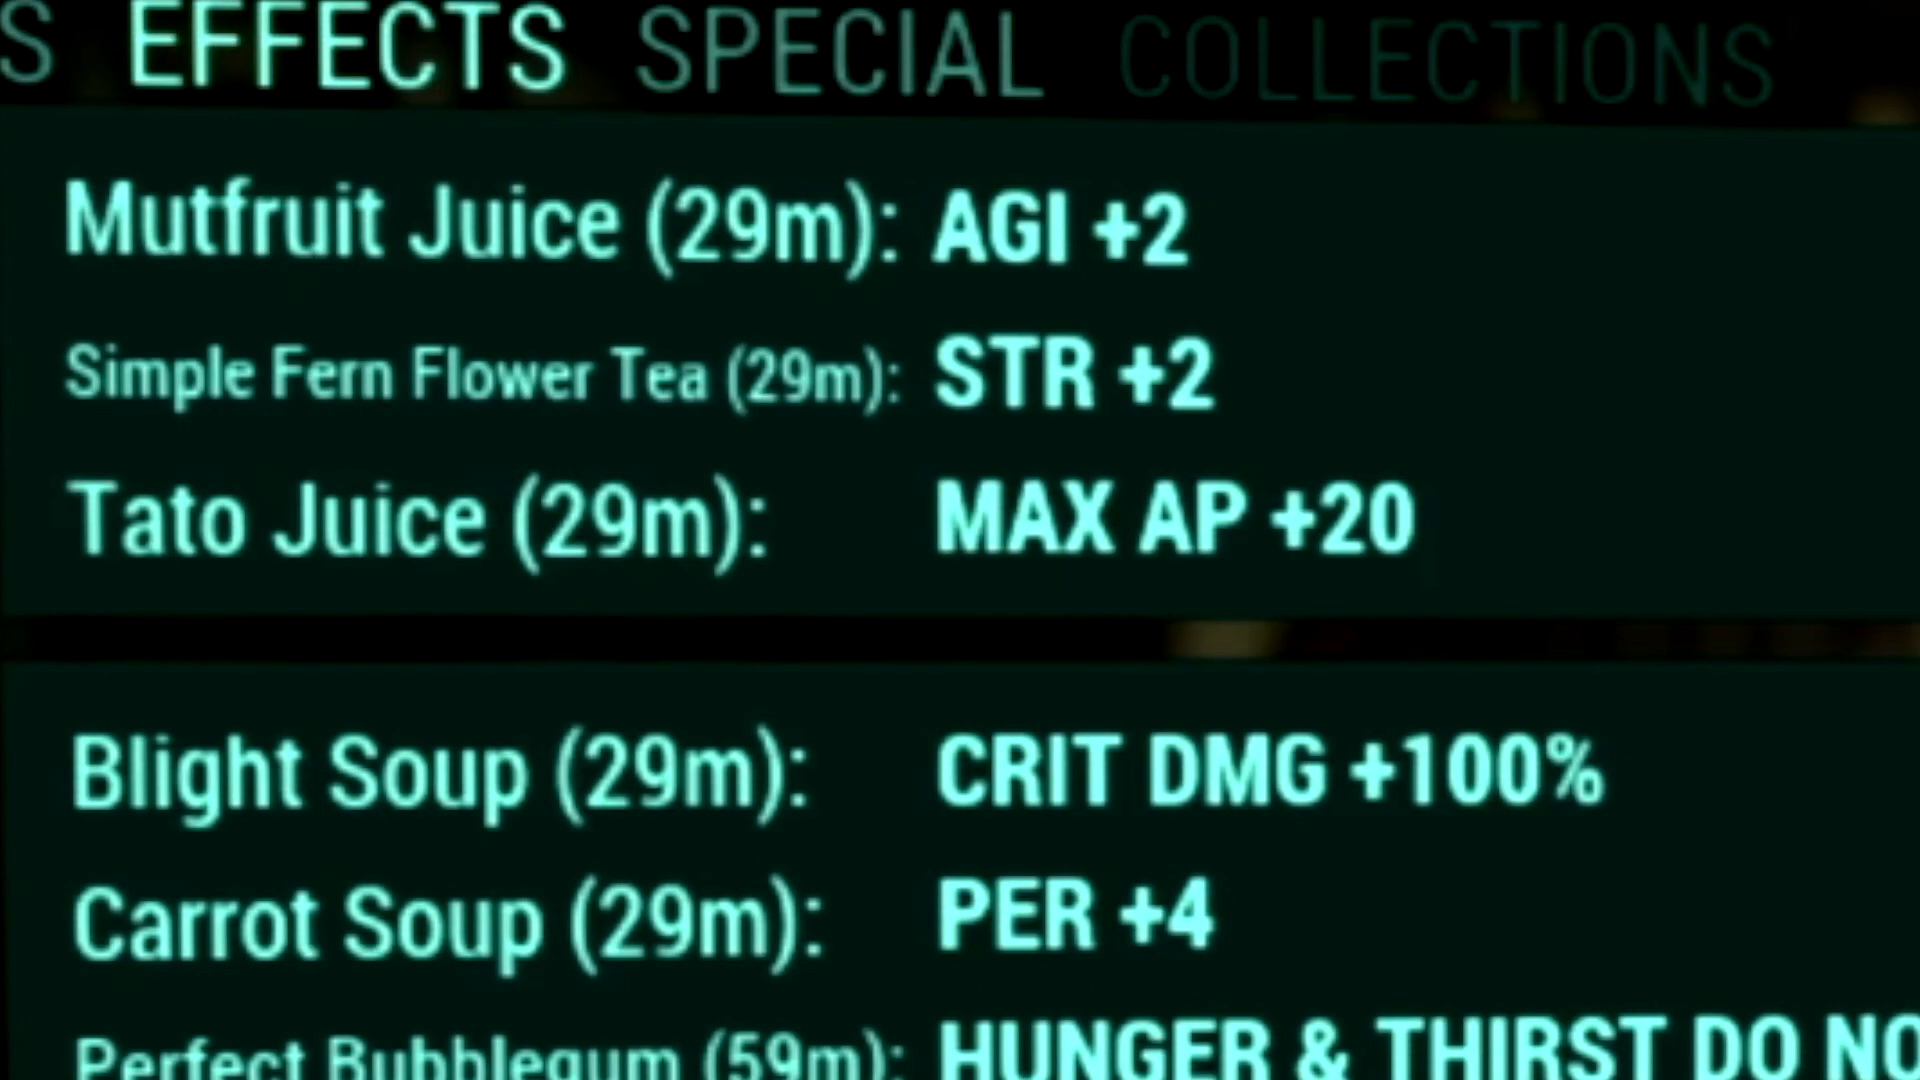 S EFFECTS SPECIAL COLLECTIONS
Mutfruit Juice (29m): AGI +2
Simple Fern Flower Tea (29m): STR +2
Tato Juice (29m): MAX AP +20
Blight Soup (29m): CRIT DMG +100%
Carrot Soup (29m): PER +4
Perfect Bubblegum (59m): HUNGER & THIRST DO NO